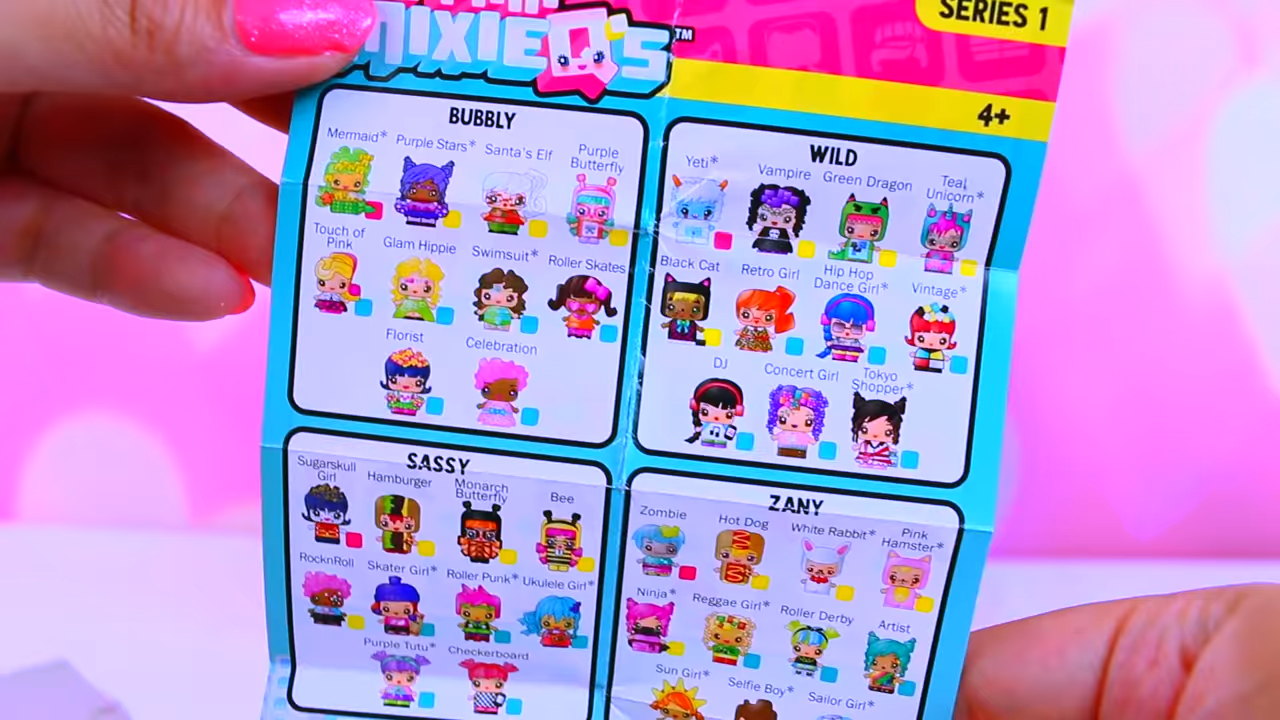 MIXIEQ'S™
SERIES 1
4+
BUBBLY
Mermaid*
Purple Stars*
Santa's Elf
Purple
Butterfly
Touch of
Pink
Glam Hippie
Swimsuit*
Roller Skates
Florist
Celebration
WILD
Yeti*
Vampire
Green Dragon
Teal
Unicorn*
Black Cat
Retro Girl
Hip Hop
Dance Girl*
Vintage*
DJ
Concert Girl
Tokyo
Shopper*
SASSY
Sugarskull
Girl
Hamburger
Monarch
Butterfly
Bee
RocknRoll
Skater Girl*
Roller Punk*
Ukulele Girl*
Purple Tutu*
Checkerboard
ZANY
Zombie
Hot Dog
White Rabbit*
Pink
Hamster*
Ninja*
Reggae Girl*
Roller Derby
Artist
Sun Girl*
Selfie Boy*
Sailor Girl*